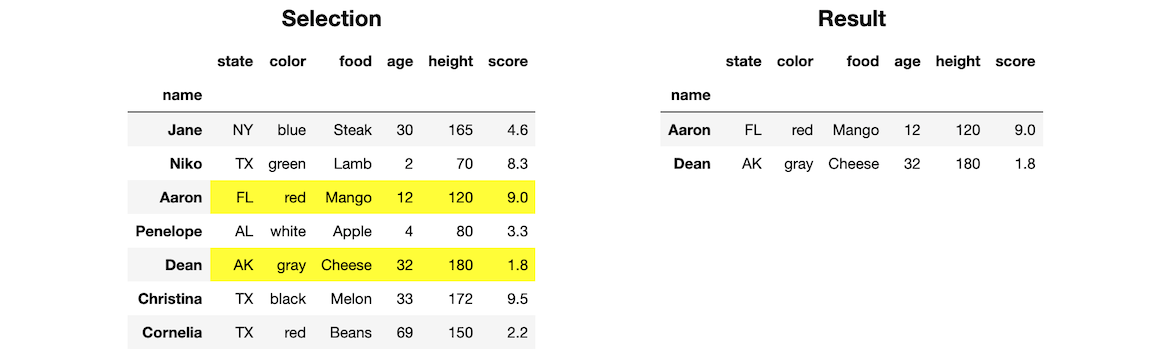 Selection
state color food age height score
name
Jane NY blue Steak 30 165 4.6
Niko TX green Lamb 2 70 8.3
Aaron FL red Mango 12 120 9.0
Penelope AL white Apple 4 80 3.3
Dean AK gray Cheese 32 180 1.8
Christina TX black Melon 33 172 9.5
Cornelia TX red Beans 69 150 2.2
Result
state color food age height score
name
Aaron FL red Mango 12 120 9.0
Dean AK gray Cheese 32 180 1.8